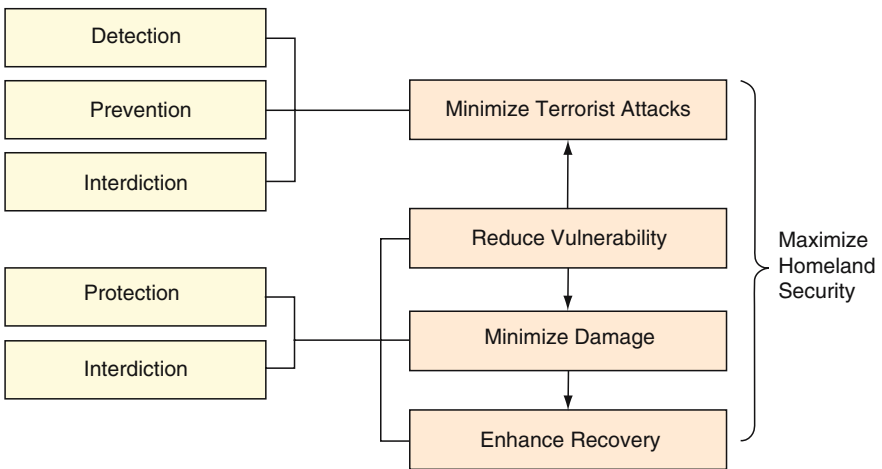 Detection
Prevention
Interdiction
Protection
Interdiction
Minimize Terrorist Attacks
Reduce Vulnerability
Minimize Damage
Enhance Recovery
Maximize
Homeland
Security